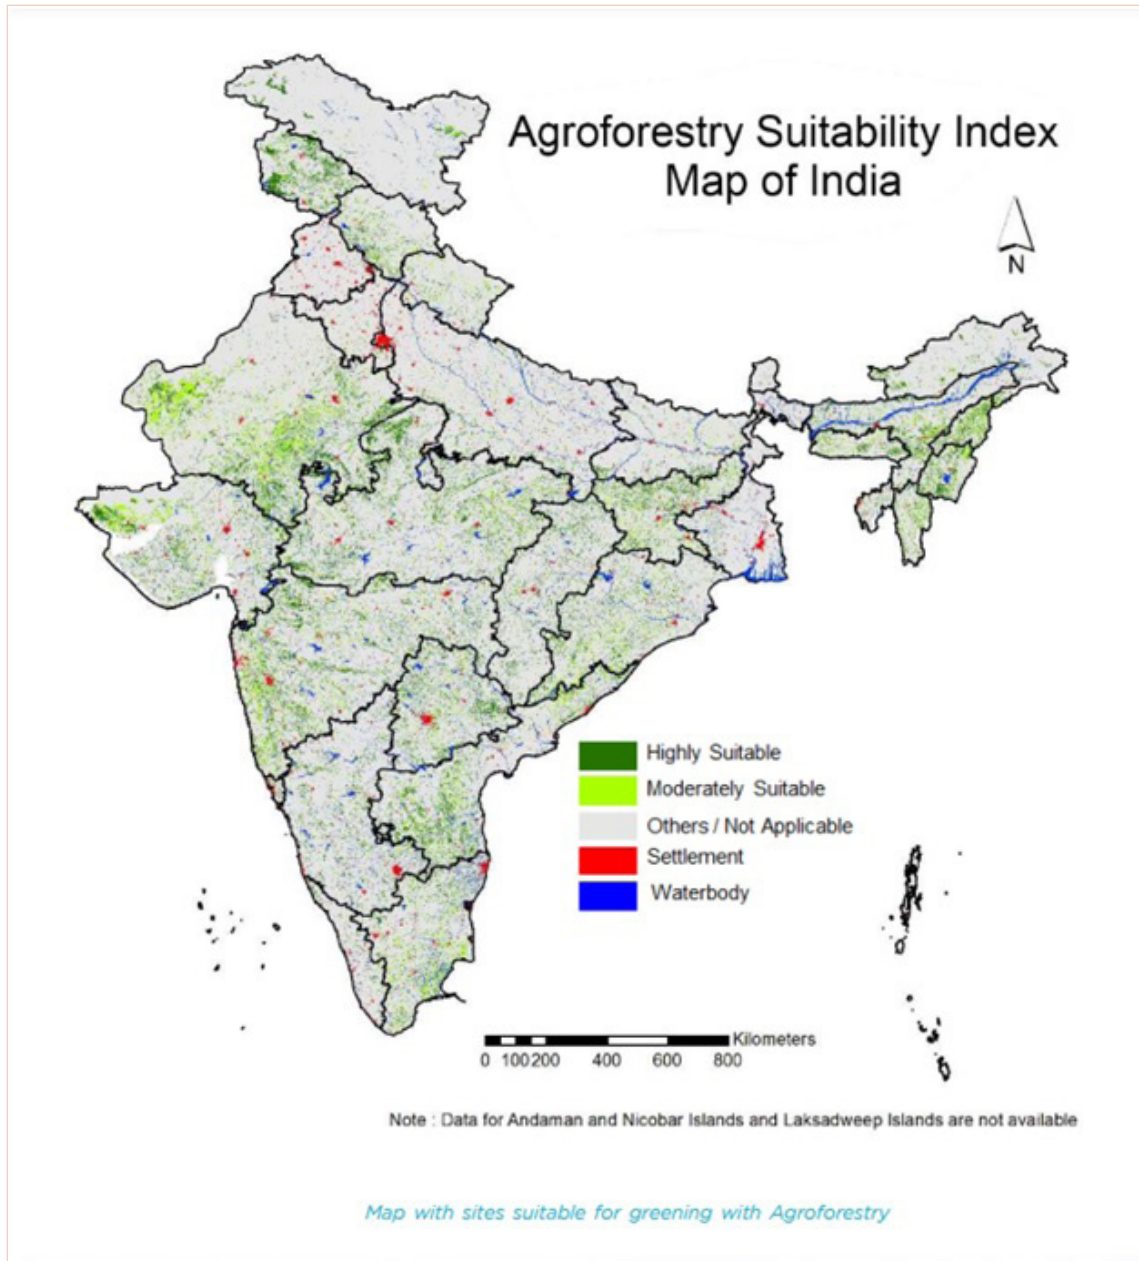 Agroforestry Suitability Index
Map of India
N
Highly Suitable
Moderately Suitable
Others / Not Applicable
Settlement
Waterbody
Kilometers
0 100 200 400 600 800
Note : Data for Andaman and Nicobar Islands and Laksadweep Islands are not available
Map with sites suitable for greening with Agroforestry